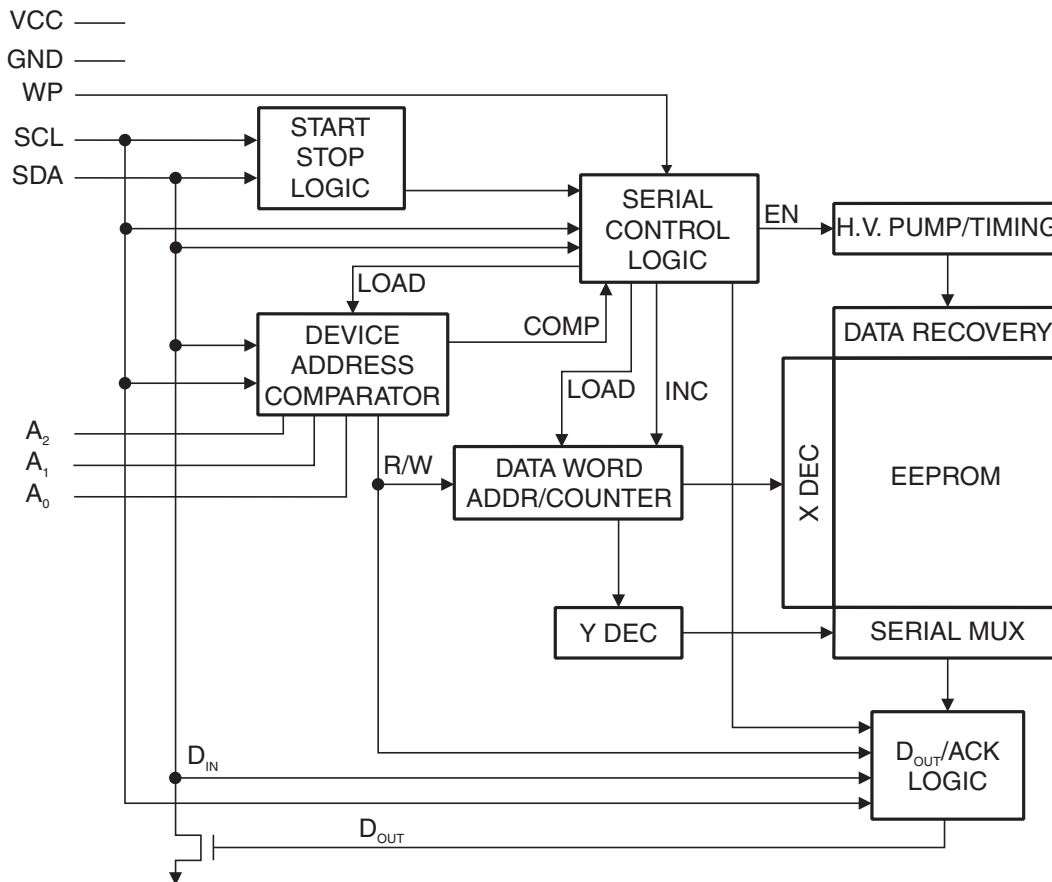 VCC
GND
WP
SCL
SDA
START
STOP
LOGIC
SERIAL
CONTROL
LOGIC
EN
H.V. PUMP/TIMING
LOAD
COMP
DEVICE
ADDRESS
COMPARATOR
DATA RECOVERY
LOAD
INC
A2
A1
A0
R/W
DATA WORD
ADDR/COUNTER
X DEC
EEPROM
Y DEC
SERIAL MUX
DIN
DOUT/ACK
LOGIC
DOUT